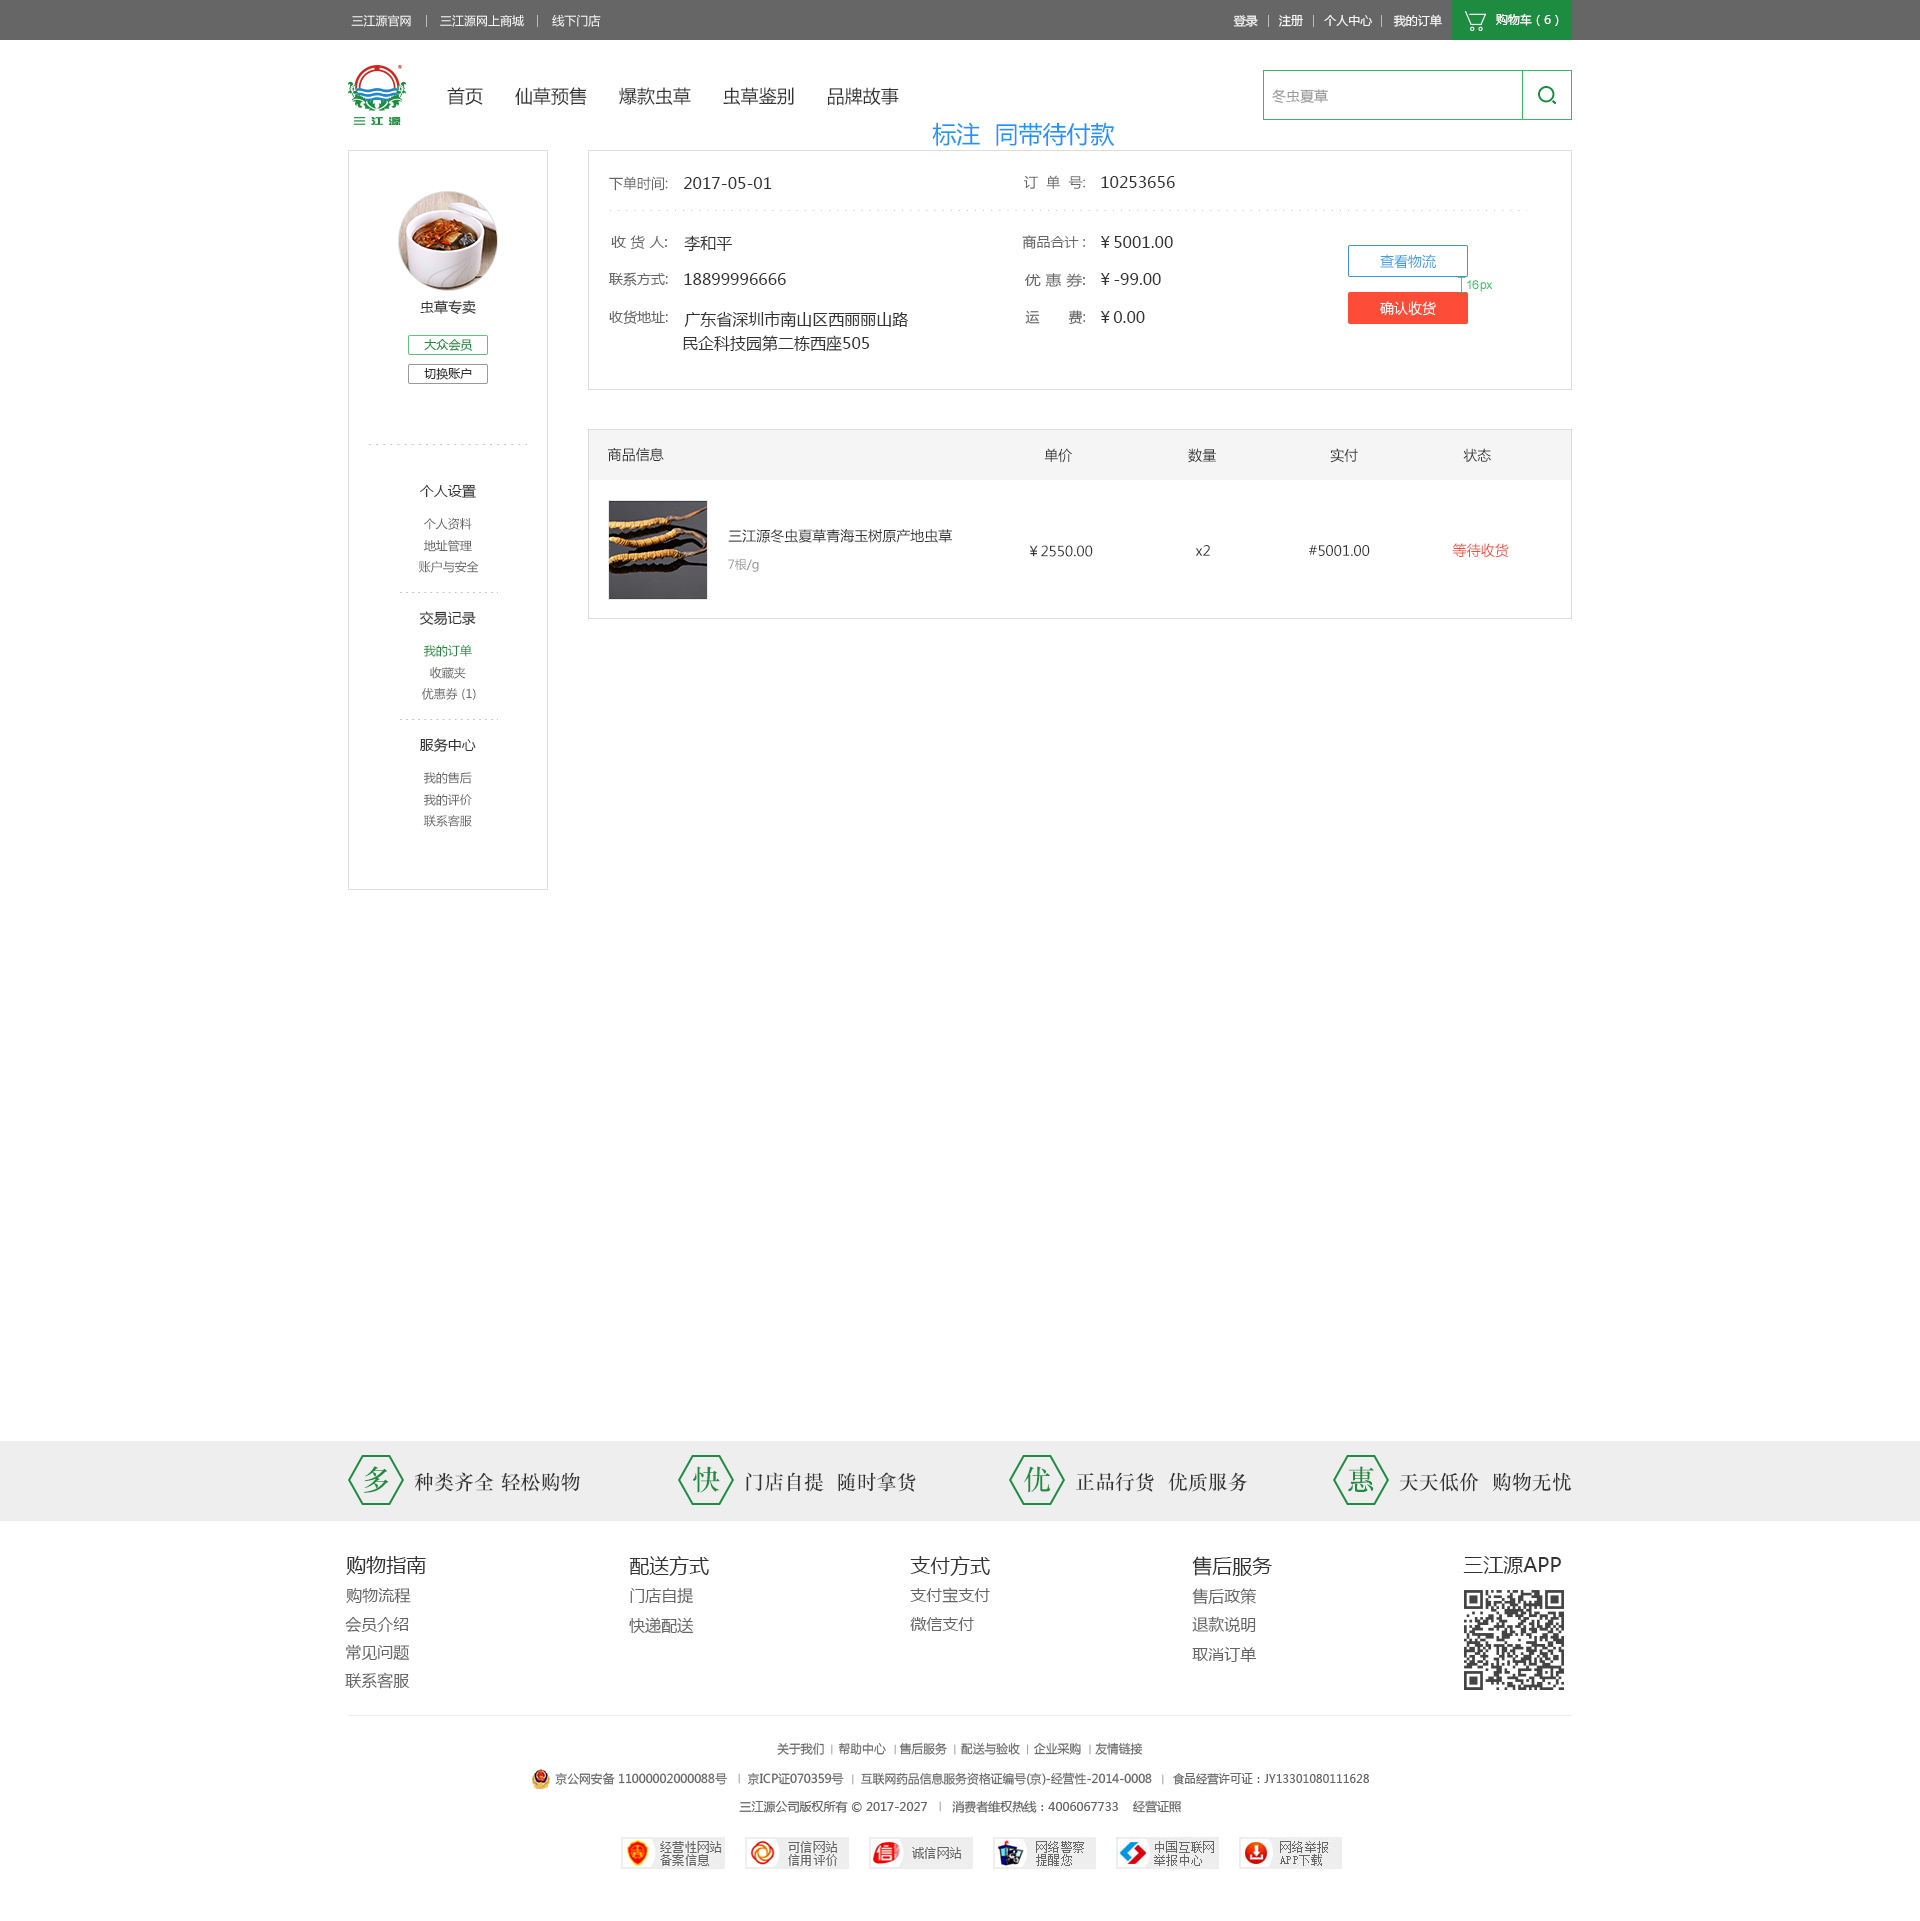 三江源官网 | 三江源网上商城 | 线下门店
登录 | 注册 | 个人中心 | 我的订单 购物车 ( 6 )
三江源
首页 仙草预售 爆款虫草 虫草鉴别 品牌故事
冬虫夏草
标注 同带待付款
虫草专卖
大众会员
切换账户
个人设置
个人资料
地址管理
账户与安全
交易记录
我的订单
收藏夹
优惠券 (1)
服务中心
我的售后
我的评价
联系客服
下单时间: 2017-05-01 订 单 号: 10253656
收 货 人: 李和平 商品合计 : ¥ 5001.00
联系方式: 18899996666 优 惠 券: ¥ -99.00
收货地址: 广东省深圳市南山区西丽丽山路 运 费: ¥ 0.00
民企科技园第二栋西座505
查看物流
16px
确认收货
商品信息 单价 数量 实付 状态
三江源冬虫夏草青海玉树原产地虫草
7根/g
¥ 2550.00 x2 #5001.00 等待收货
多 种类齐全 轻松购物 快 门店自提 随时拿货 优 正品行货 优质服务 惠 天天低价 购物无忧
购物指南
购物流程
会员介绍
常见问题
联系客服
配送方式
门店自提
快递配送
支付方式
支付宝支付
微信支付
售后服务
售后政策
退款说明
取消订单
三江源APP
关于我们 | 帮助中心 | 售后服务 | 配送与验收 | 企业采购 | 友情链接
京公网安备 11000002000088号 | 京ICP证070359号 | 互联网药品信息服务资格证编号(京)-经营性-2014-0008 | 食品经营许可证 : JY13301080111628
三江源公司版权所有 © 2017-2027 | 消费者维权热线 : 4006067733 经营证照
经营性网站
备案信息
可信网站
信用评价
信
诚信网站
网络警察
提醒您
中国互联网
举报中心
网络举报
APP下载